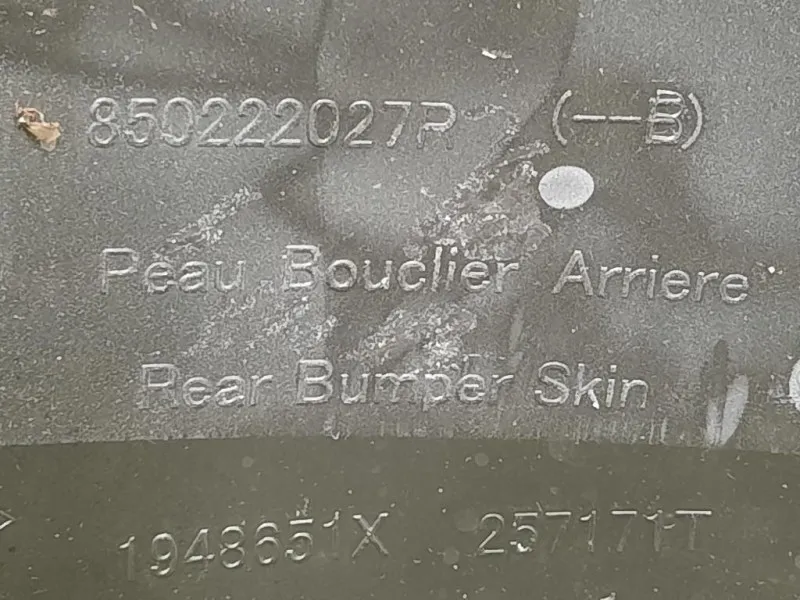 850222027R (--B)
Peau Bouclier Arriere
Rear Bumper Skin
1948651X 257171T